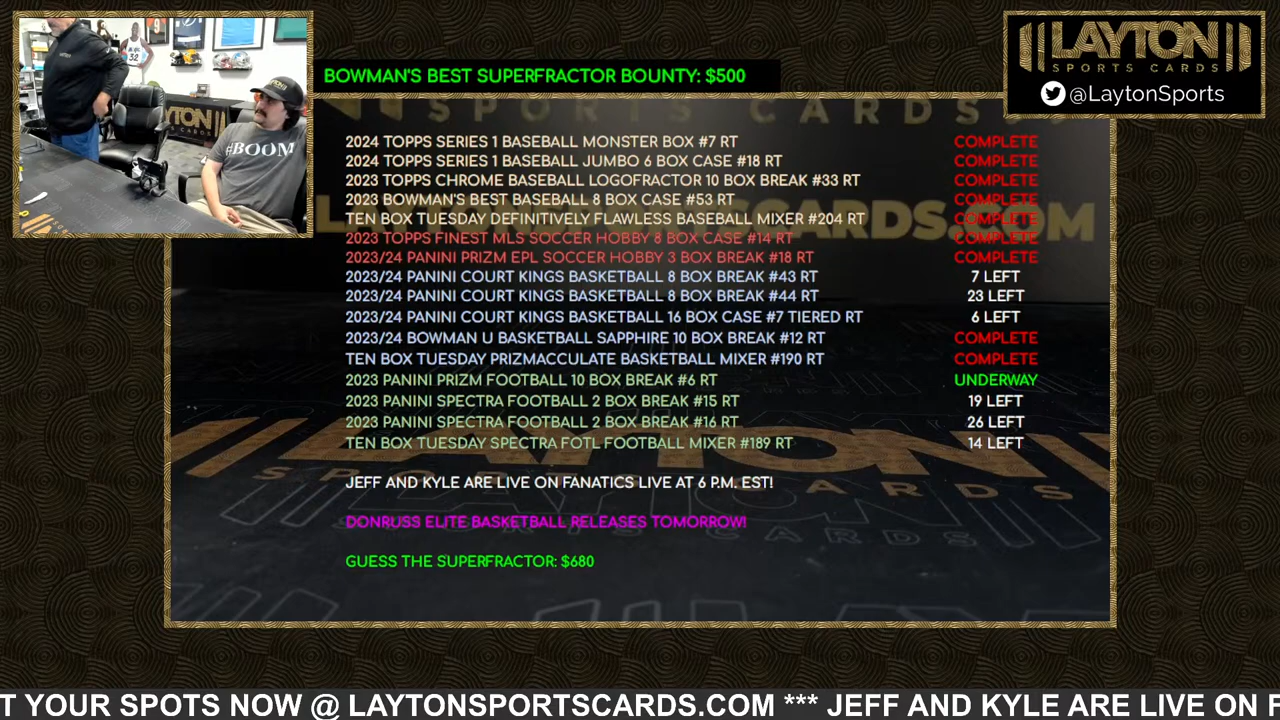 LAYTON
SPORTS CARDS
@LaytonSports
BOWMAN'S BEST SUPERFRACTOR BOUNTY: $500
32
LAYTON
#BOOM
SPORTS CARDS
2024 TOPPS SERIES 1 BASEBALL MONSTER BOX #7 RT COMPLETE
2024 TOPPS SERIES 1 BASEBALL JUMBO 6 BOX CASE #18 RT COMPLETE
2023 TOPPS CHROME BASEBALL LOGOFRACTOR 10 BOX BREAK #33 RT COMPLETE
2023 BOWMAN'S BEST BASEBALL 8 BOX CASE #53 RT COMPLETE
TEN BOX TUESDAY DEFINITIVELY FLAWLESS BASEBALL MIXER #204 RT COMPLETE
2023 TOPPS FINEST MLS SOCCER HOBBY 8 BOX CASE #14 RT COMPLETE
2023/24 PANINI PRIZM EPL SOCCER HOBBY 3 BOX BREAK #18 RT COMPLETE
2023/24 PANINI COURT KINGS BASKETBALL 8 BOX BREAK #43 RT 7 LEFT
2023/24 PANINI COURT KINGS BASKETBALL 8 BOX BREAK #44 RT 23 LEFT
2023/24 PANINI COURT KINGS BASKETBALL 16 BOX CASE #7 TIERED RT 6 LEFT
2023/24 BOWMAN U BASKETBALL SAPPHIRE 10 BOX BREAK #12 RT COMPLETE
TEN BOX TUESDAY PRIZMACCULATE BASKETBALL MIXER #190 RT COMPLETE
2023 PANINI PRIZM FOOTBALL 10 BOX BREAK #6 RT UNDERWAY
2023 PANINI SPECTRA FOOTBALL 2 BOX BREAK #15 RT 19 LEFT
2023 PANINI SPECTRA FOOTBALL 2 BOX BREAK #16 RT 26 LEFT
TEN BOX TUESDAY SPECTRA FOTL FOOTBALL MIXER #189 RT 14 LEFT
LAYTON
SPORTS CARDS
JEFF AND KYLE ARE LIVE ON FANATICS LIVE AT 6 P.M. EST!
DONRUSS ELITE BASKETBALL RELEASES TOMORROW!
GUESS THE SUPERFRACTOR: $680
T YOUR SPOTS NOW @ LAYTONSPORTSCARDS.COM *** JEFF AND KYLE ARE LIVE ON F